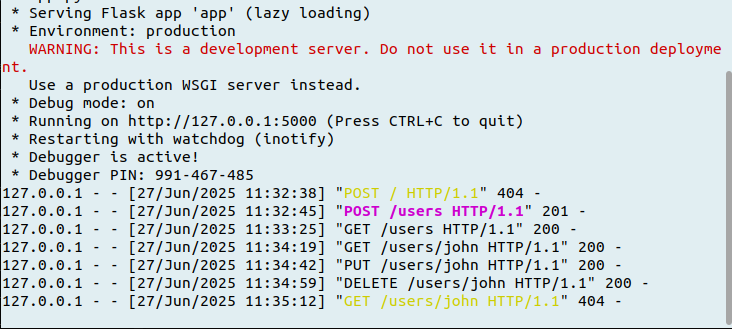 * Serving Flask app 'app' (lazy loading)
 * Environment: production
   WARNING: This is a development server. Do not use it in a production deployme
nt.
   Use a production WSGI server instead.
 * Debug mode: on
 * Running on http://127.0.0.1:5000 (Press CTRL+C to quit)
 * Restarting with watchdog (inotify)
 * Debugger is active!
 * Debugger PIN: 991-467-485
127.0.0.1 - - [27/Jun/2025 11:32:38] "POST / HTTP/1.1" 404 -
127.0.0.1 - - [27/Jun/2025 11:32:45] "POST /users HTTP/1.1" 201 -
127.0.0.1 - - [27/Jun/2025 11:33:25] "GET /users HTTP/1.1" 200 -
127.0.0.1 - - [27/Jun/2025 11:34:19] "GET /users/john HTTP/1.1" 200 -
127.0.0.1 - - [27/Jun/2025 11:34:42] "PUT /users/john HTTP/1.1" 200 -
127.0.0.1 - - [27/Jun/2025 11:34:59] "DELETE /users/john HTTP/1.1" 200 -
127.0.0.1 - - [27/Jun/2025 11:35:12] "GET /users/john HTTP/1.1" 404 -